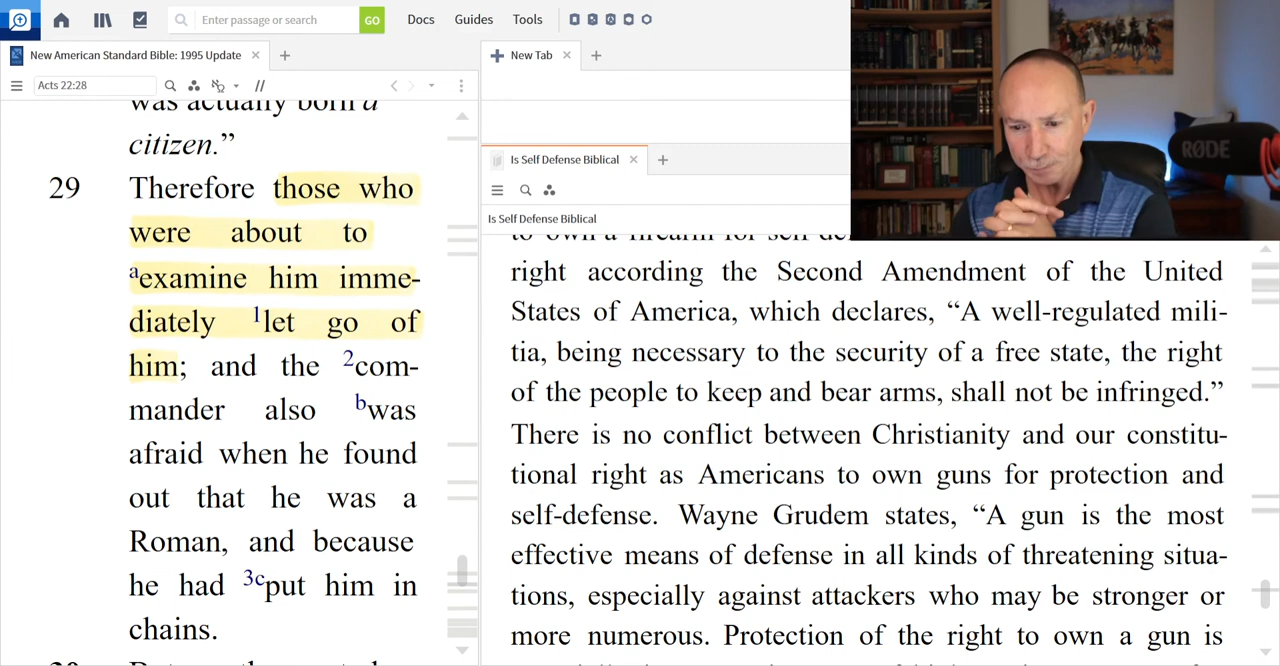 Enter passage or search
GO
Docs
Guides
Tools
New American Standard Bible: 1995 Update
Acts 22:28
was actually born a
citizen.”
29 Therefore those who
were about to
aexamine him imme-
diately 1let go of
him; and the 2com-
mander also bwas
afraid when he found
out that he was a
Roman, and because
he had 3cput him in
chains.
New Tab
Is Self Defense Biblical
Is Self Defense Biblical
right according the Second Amendment of the United
States of America, which declares, “A well-regulated mili-
tia, being necessary to the security of a free state, the right
of the people to keep and bear arms, shall not be infringed.”
There is no conflict between Christianity and our constitu-
tional right as Americans to own guns for protection and
self-defense. Wayne Grudem states, “A gun is the most
effective means of defense in all kinds of threatening situa-
tions, especially against attackers who may be stronger or
more numerous. Protection of the right to own a gun is
RØDE